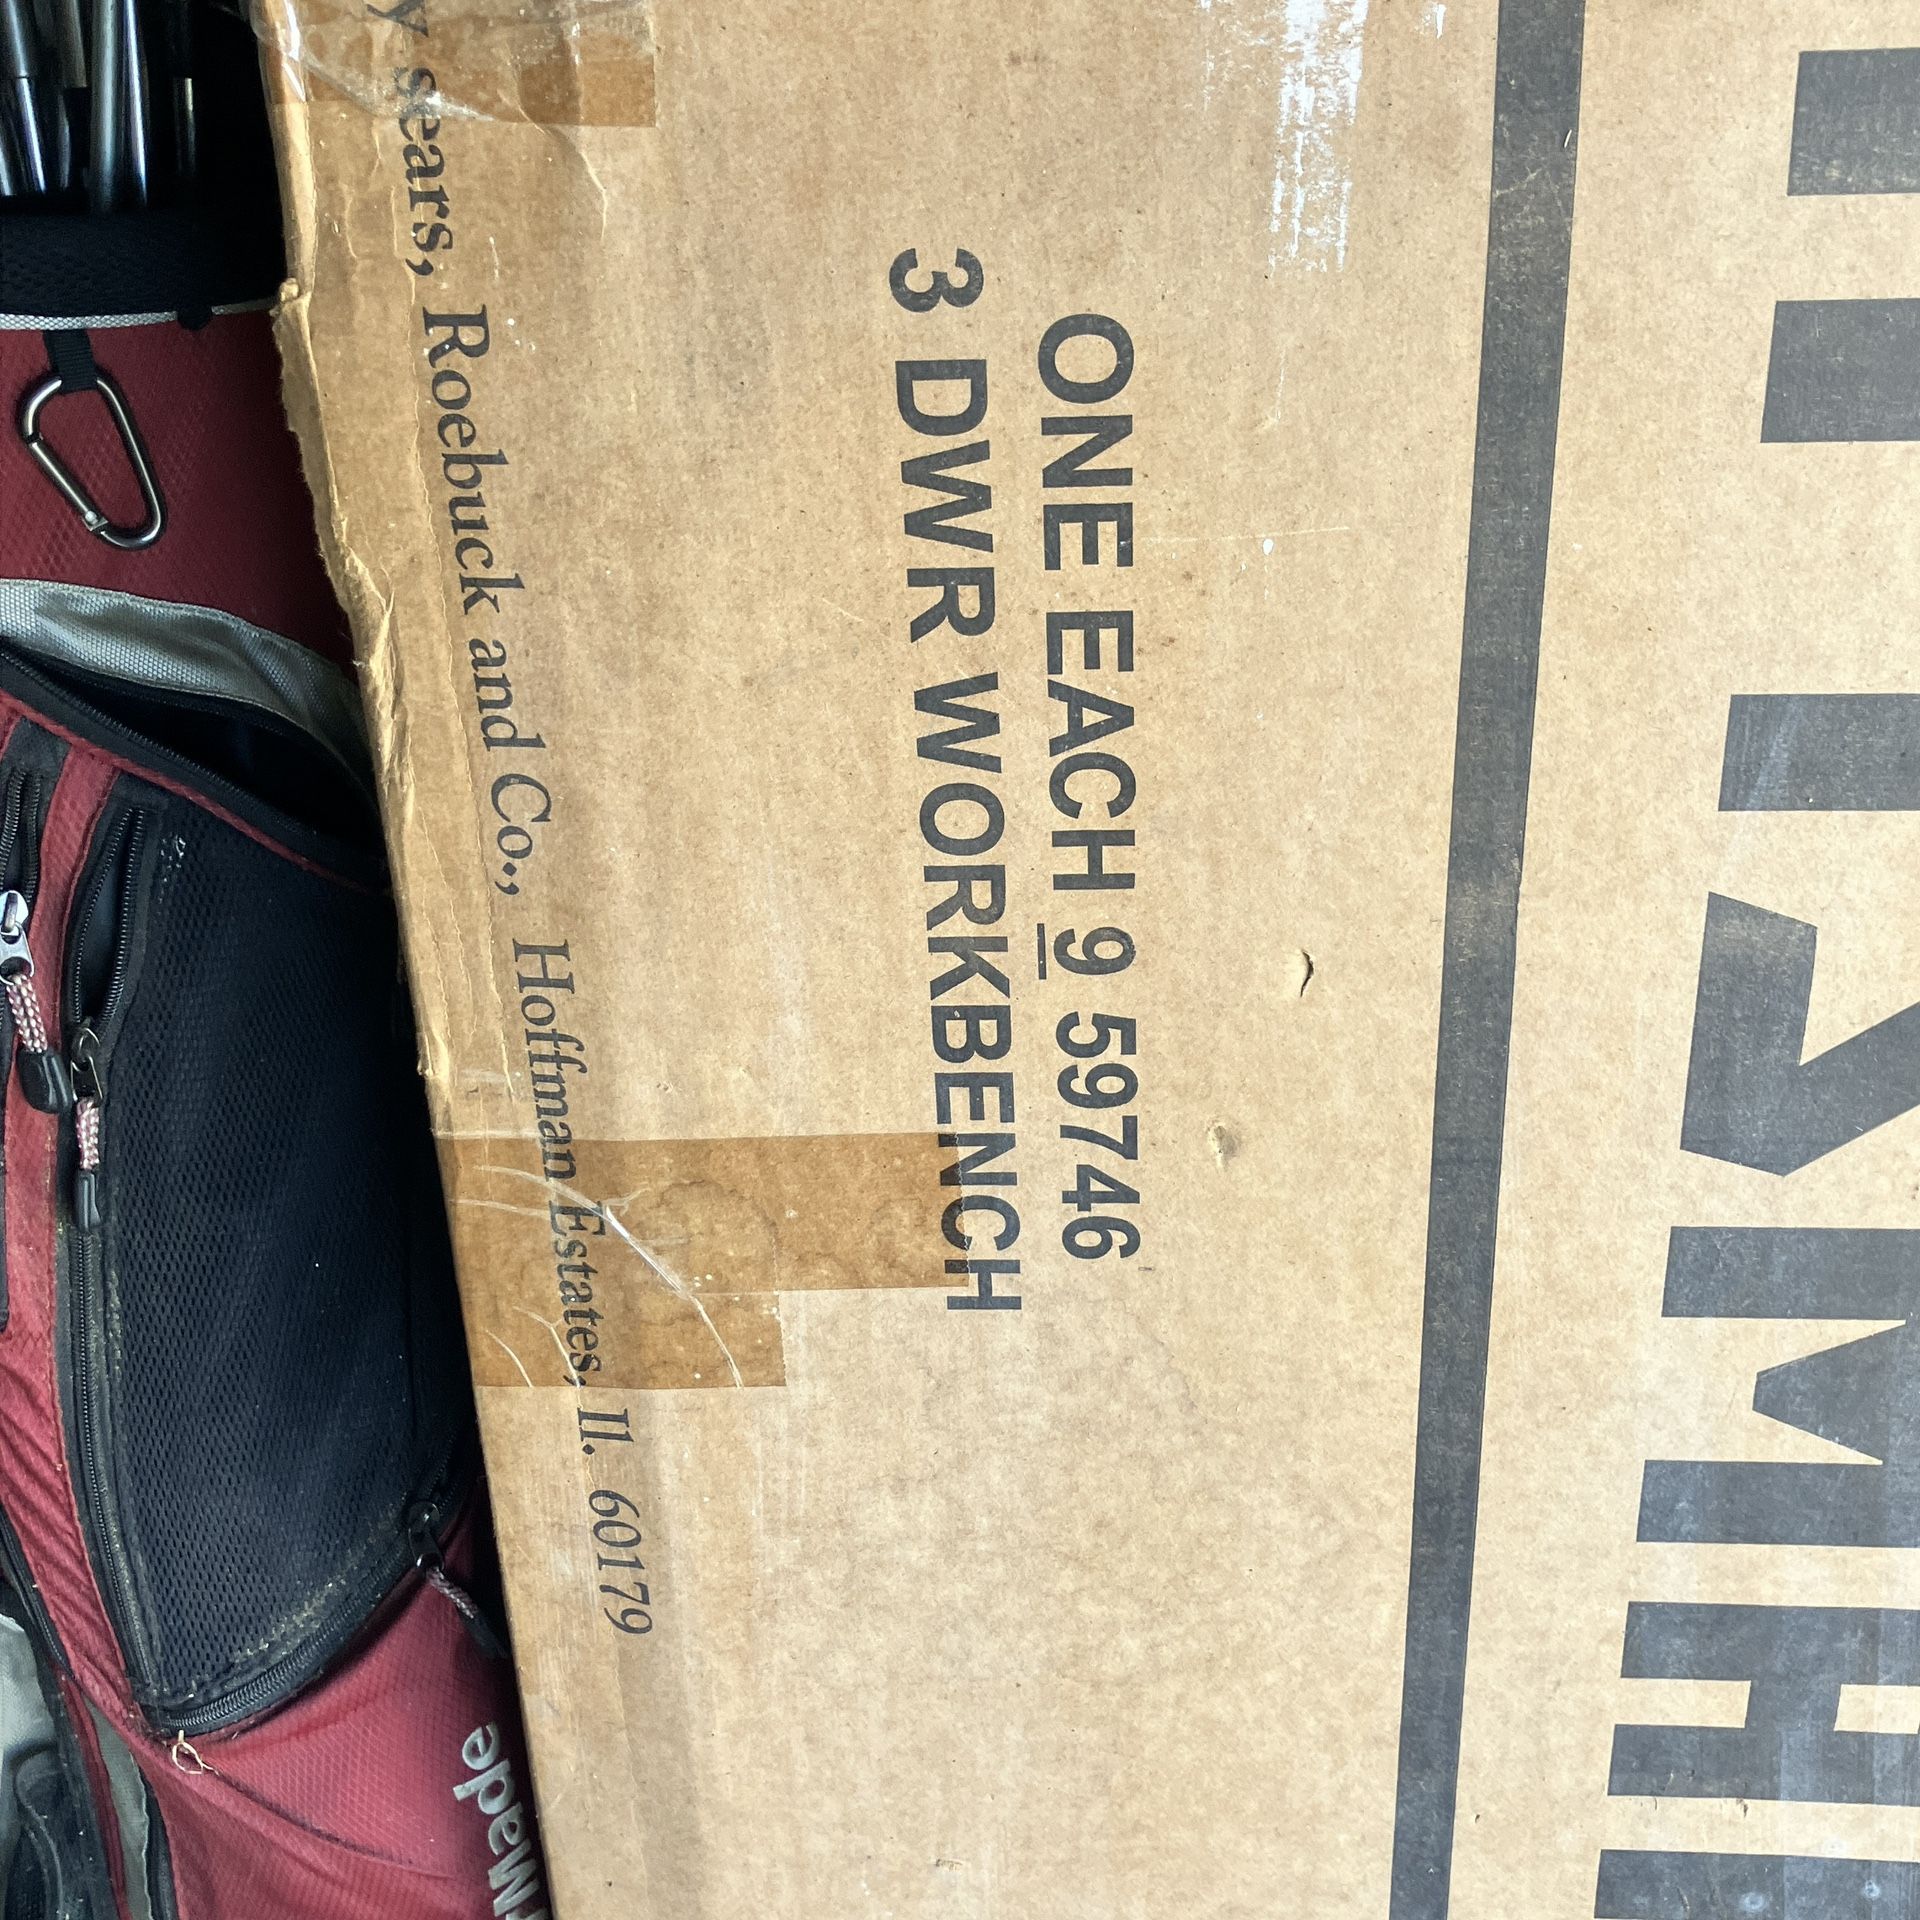 ONE EACH 9 59746
3 DWR WORKBENCH
sears, Roebuck and Co., Hoffman Estates, Il. 60179